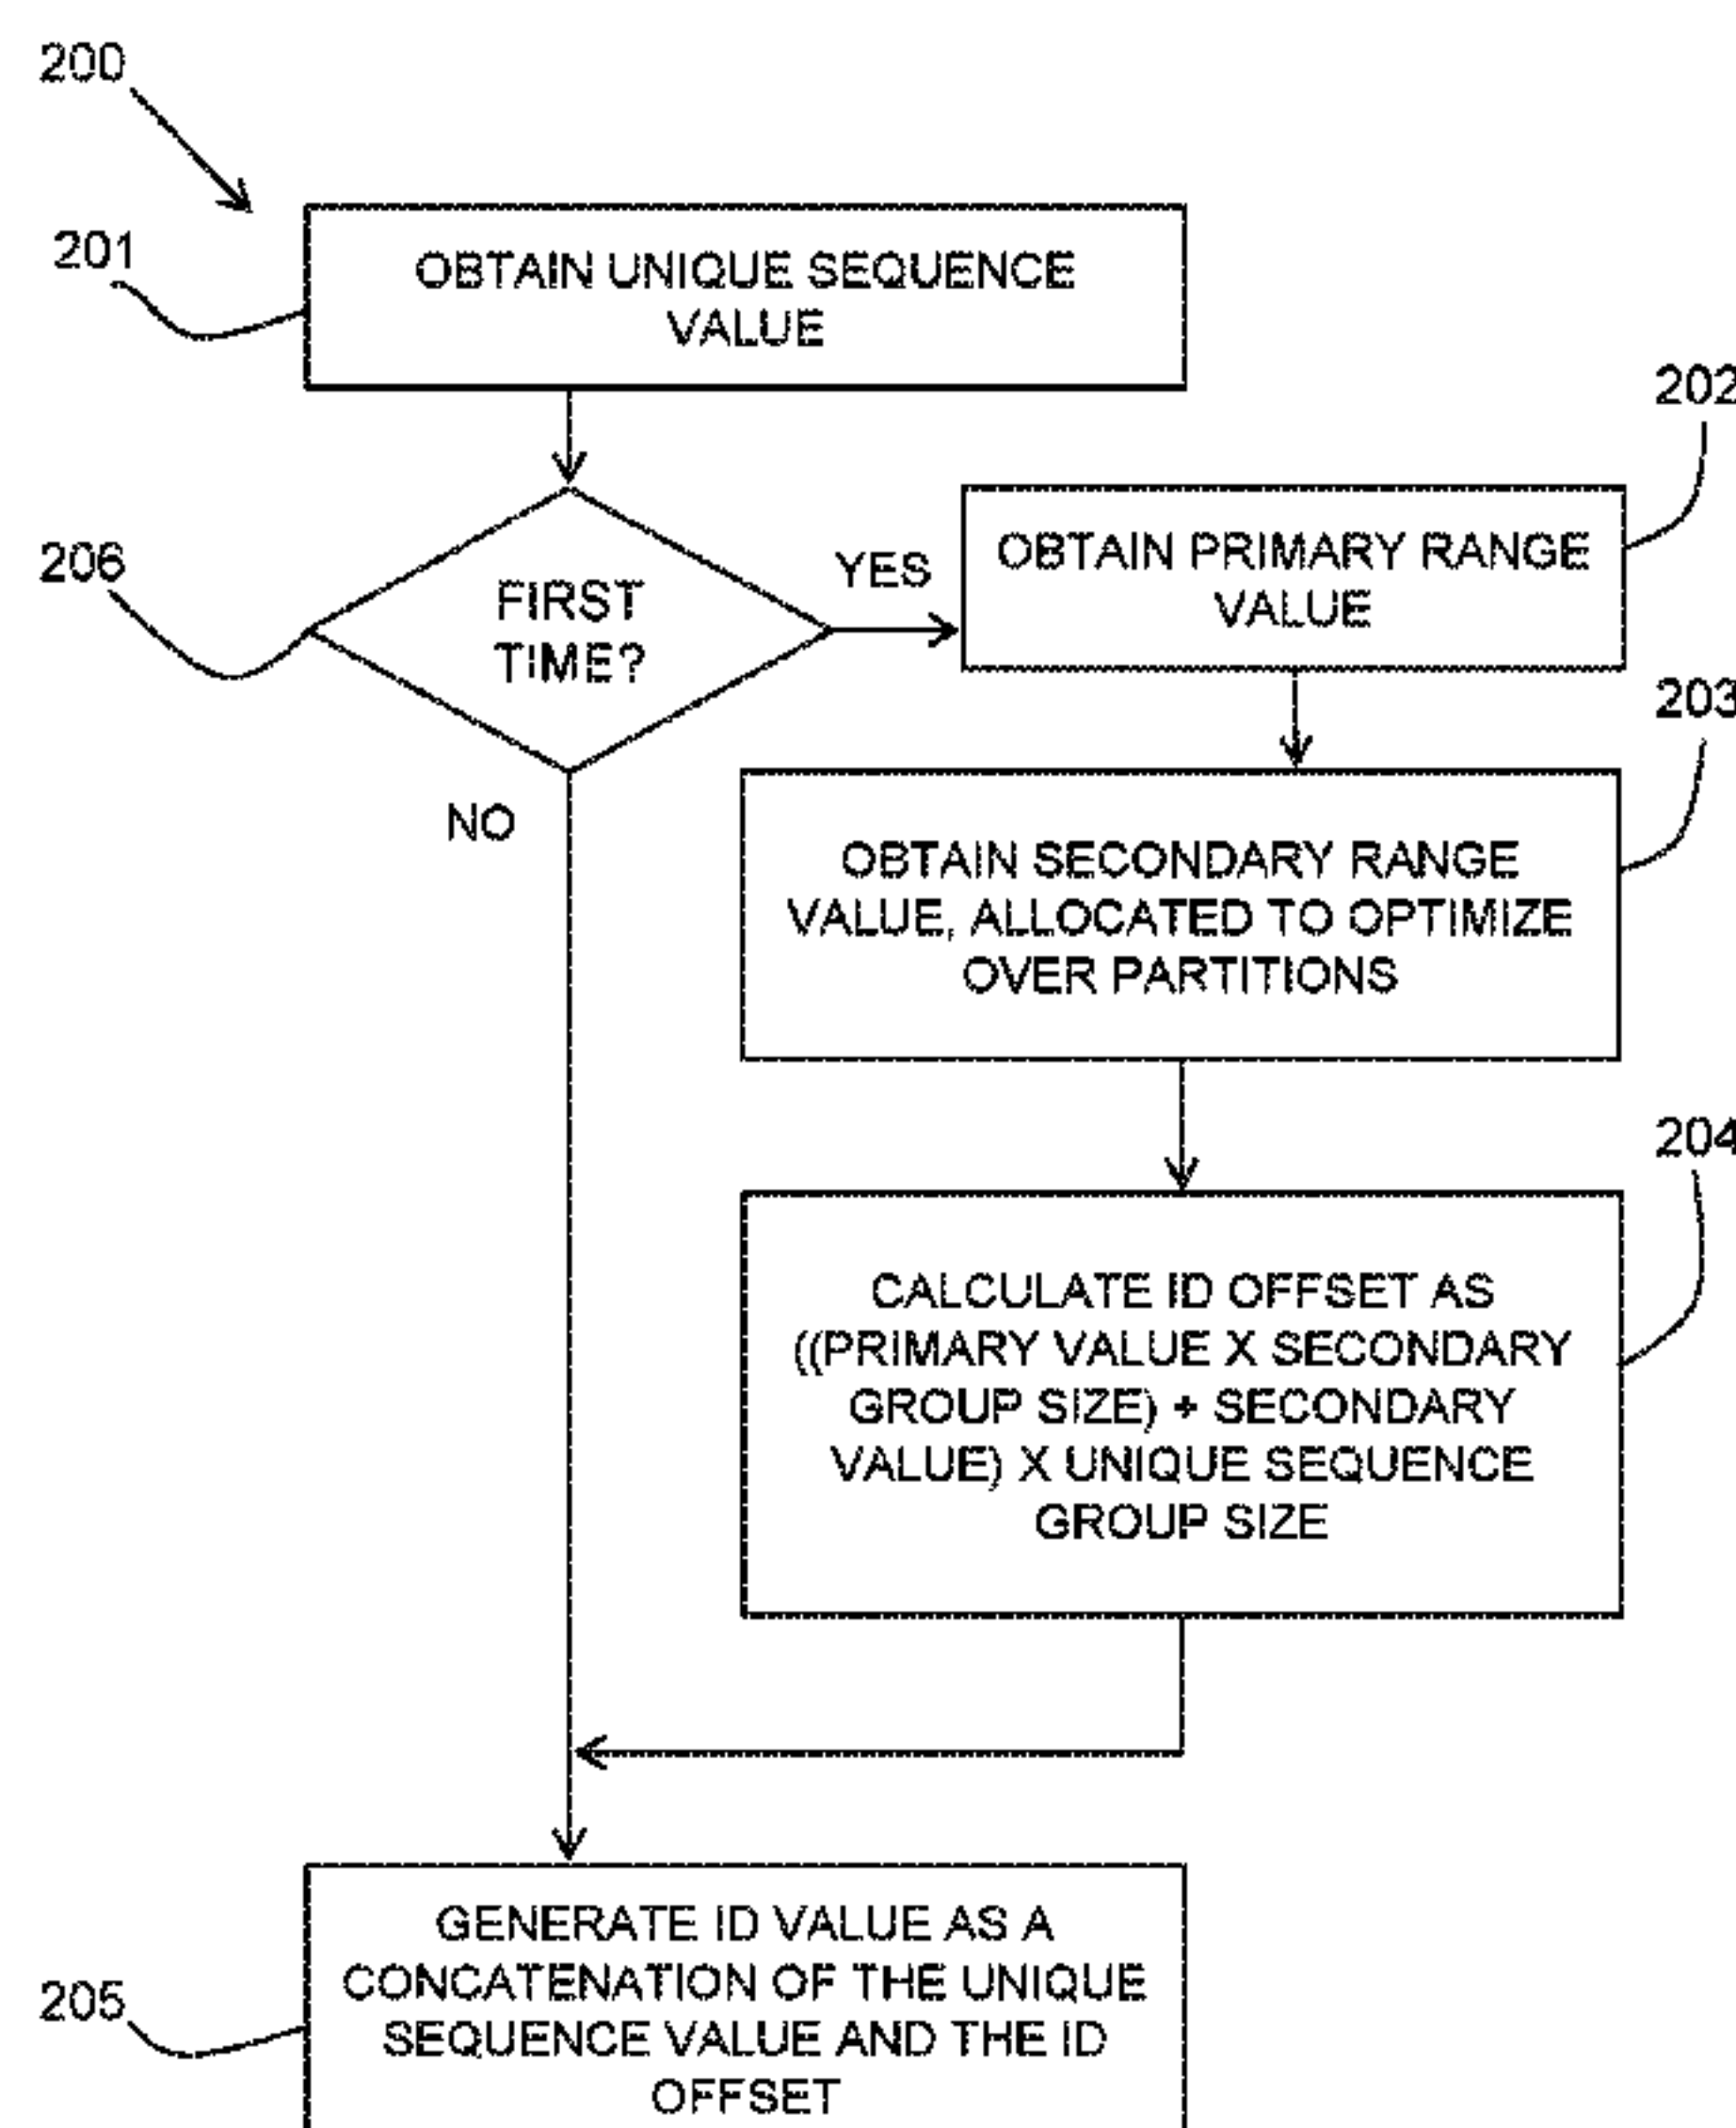 200
201
OBTAIN UNIQUE SEQUENCE
VALUE
202
206
FIRST
TIME?
YES
OBTAIN PRIMARY RANGE
VALUE
203
NO
OBTAIN SECONDARY RANGE
VALUE, ALLOCATED TO OPTIMIZE
OVER PARTITIONS
204
CALCULATE ID OFFSET AS
((PRIMARY VALUE X SECONDARY
GROUP SIZE) + SECONDARY
VALUE) X UNIQUE SEQUENCE
GROUP SIZE
205
GENERATE ID VALUE AS A
CONCATENATION OF THE UNIQUE
SEQUENCE VALUE AND THE ID
OFFSET